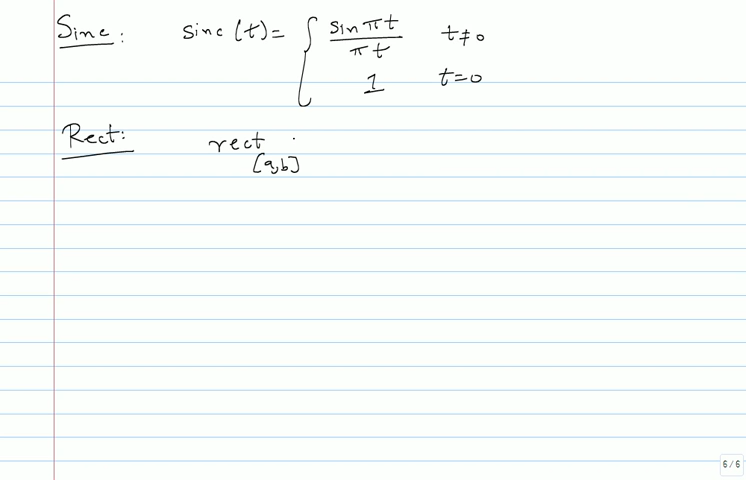 Sinc: sinc(t) = { sin πt / πt t≠0
1 t=0
Rect: rect [a,b]
6 / 6